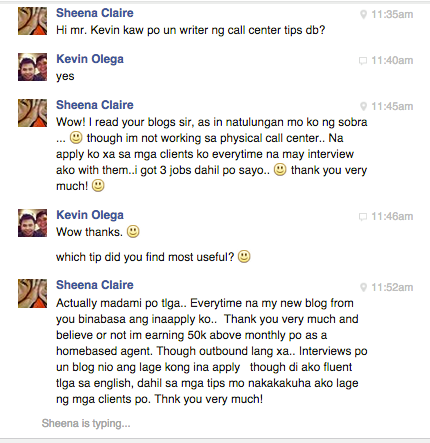 Sheena Claire 11:35am
Hi mr. Kevin kaw po un writer ng call center tips db?
Kevin Olega 11:40am
yes
Sheena Claire 11:45am
Wow! I read your blogs sir, as in natulungan mo ko ng sobra
... 🙂 though im not working sa physical call center.. Na
apply ko xa sa mga clients ko everytime na may interview
ako with them..i got 3 jobs dahil po sayo.. 🙂 thank you very
much! 🙂
Kevin Olega 11:46am
Wow thanks. 🙂
which tip did you find most useful? 🙂
Sheena Claire 11:52am
Actually madami po tlga.. Everytime na my new blog from
you binabasa ang inaapply ko.. Thank you very much and
believe or not im earning 50k above monthly po as a
homebased agent. Though outbound lang xa.. Interviews po
un blog nio ang lage kong ina apply though di ako fluent
tlga sa english, dahil sa mga tips mo nakakakuha ako lage
ng mga clients po. Thnk you very much!
Sheena is typing...